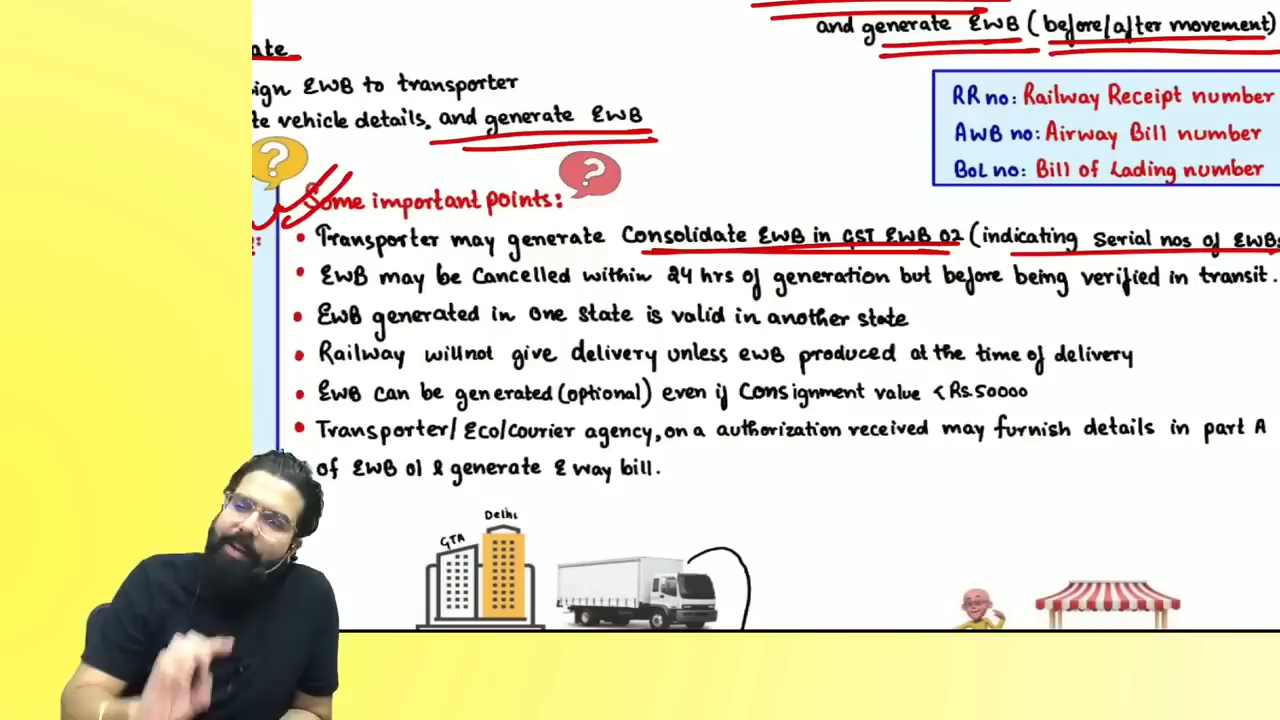 and generate EWB (before/after movement)
ate
ign EWB to transporter
te vehicle details, and generate EWB
RR no: Railway Receipt number
AWB no: Airway Bill number
BoL no: Bill of Lading number
?
?
Some important points:
• Transporter may generate Consolidate EWB in GST EWB 02 (indicating Serial nos of EWBs
• EWB may be Cancelled within 24 hrs of generation but before being verified in transit.
• EWB generated in one state is valid in another state
• Railway willnot give delivery unless ewB produced at the time of delivery
• EWB can be generated (optional) even if Consignment value < Rs.50000
• Transporter/ Eco/courier agency, on a authorization received may furnish details in part A
of EWB 01 & generate E way bill.
Delhi
GTA